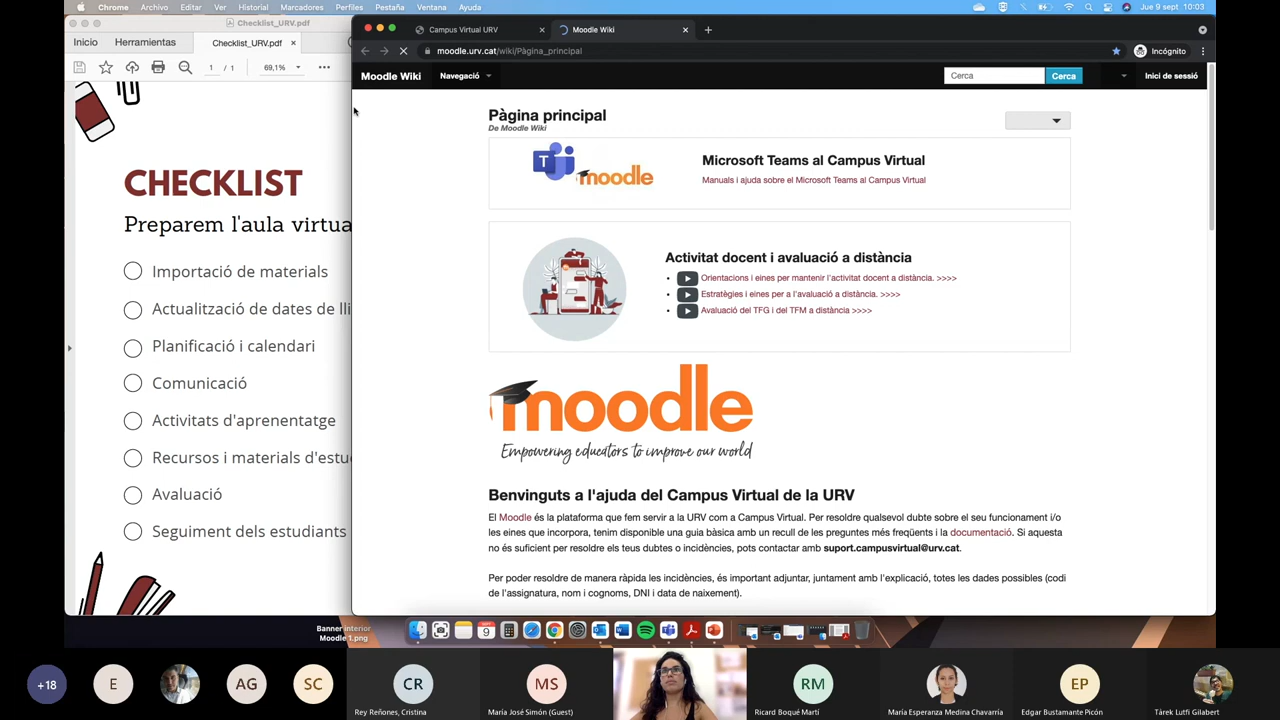 Chrome Archivo Editar Ver Historial Marcadores Perfiles Pestaña Ventana Ayuda
Jue 9 sept 10:03
Checklist_URV.pdf
Inicio Herramientas Checklist_URV.pdf ×
1 / 1 69,1%
CHECKLIST
Preparem l'aula virtua
Importació de materials
Actualització de dates de lli
Planificació i calendari
Comunicació
Activitats d'aprenentatge
Recursos i materials d'estu
Avaluació
Seguiment dels estudiants
Campus Virtual URV Moodle Wiki
moodle.urv.cat/wiki/Pàgina_principal
Incógnito
Moodle Wiki Navegació Cerca Cerca Inici de sessió
Pàgina principal
De Moodle Wiki
T moodle
Microsoft Teams al Campus Virtual
Manuals i ajuda sobre el Microsoft Teams al Campus Virtual
Activitat docent i avaluació a distància
Orientacions i eines per mantenir l'activitat docent a distància. >>>>
Estratègies i eines per a l'avaluació a distància. >>>>
Avaluació del TFG i del TFM a distància >>>>
moodle
Empowering educators to improve our world
Benvinguts a l'ajuda del Campus Virtual de la URV
El Moodle és la plataforma que fem servir a la URV com a Campus Virtual. Per resoldre qualsevol dubte sobre el seu funcionament i/o
les eines que incorpora, tenim disponible una guia bàsica amb un recull de les preguntes més freqüents i la documentació. Si aquesta
no és suficient per resoldre els teus dubtes o incidències, pots contactar amb suport.campusvirtual@urv.cat.
Per poder resoldre de manera ràpida les incidències, és important adjuntar, juntament amb l'explicació, totes les dades possibles (codi
de l'assignatura, nom i cognoms, DNI i data de naixement).
Banner interior
Moodle 1.png
9
+18 E AG SC CR MS RM EP
Rey Reñones, Cristina
María José Simón (Guest)
Ricard Boqué Martí
María Esperanza Medina Chavarría
Edgar Bustamante Picón
Tárek Lutfi Gilabert